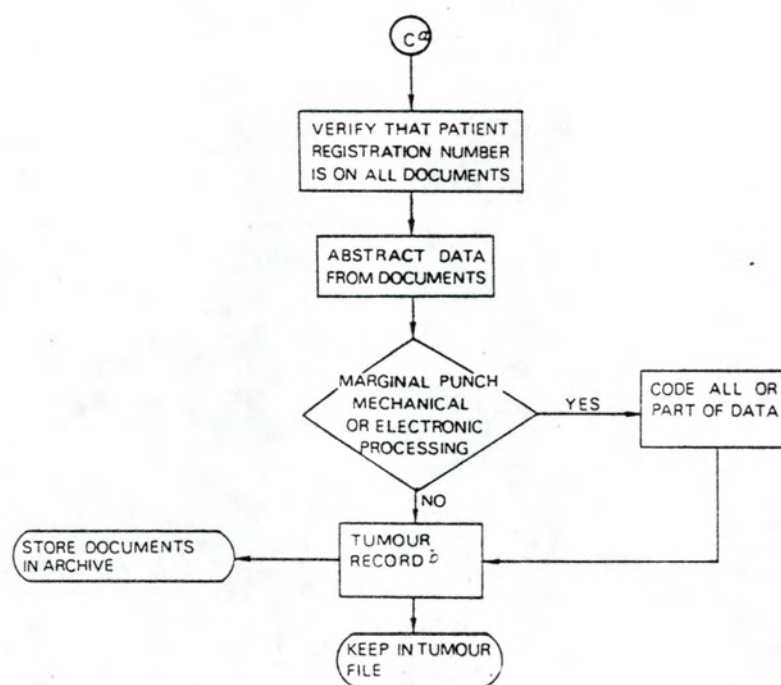 C a
VERIFY THAT PATIENT
REGISTRATION NUMBER
IS ON ALL DOCUMENTS
ABSTRACT DATA
FROM DOCUMENTS
MARGINAL PUNCH
MECHANICAL
OR ELECTRONIC
PROCESSING
YES
CODE ALL OR
PART OF DATA
NO
TUMOUR
RECORD b
STORE DOCUMENTS
IN ARCHIVE
KEEP IN TUMOUR
FILE